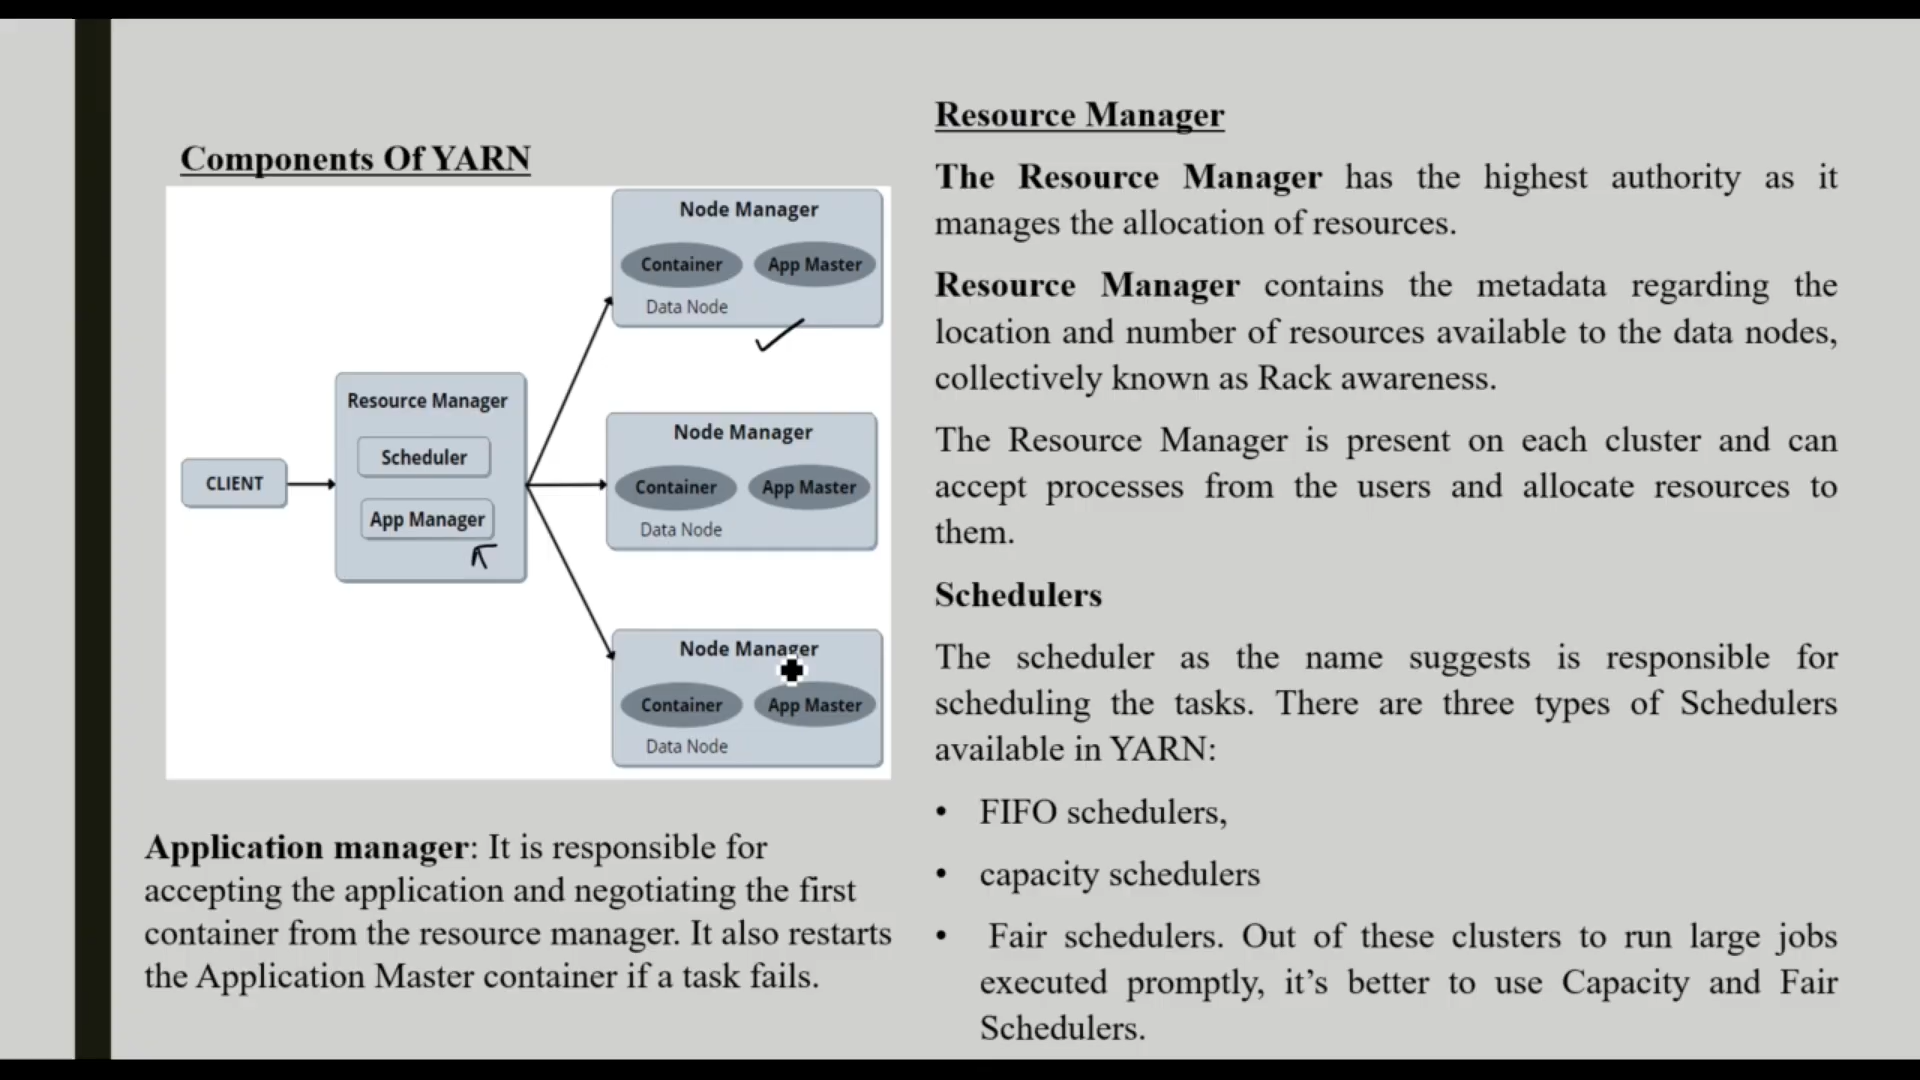 Components Of YARN
Node Manager
Container
App Master
Data Node
Resource Manager
Scheduler
App Manager
CLIENT
Node Manager
Container
App Master
Data Node
Node Manager
Container
App Master
Data Node
Application manager: It is responsible for
accepting the application and negotiating the first
container from the resource manager. It also restarts
the Application Master container if a task fails.
Resource Manager
The Resource Manager has the highest authority as it
manages the allocation of resources.
Resource Manager contains the metadata regarding the
location and number of resources available to the data nodes,
collectively known as Rack awareness.
The Resource Manager is present on each cluster and can
accept processes from the users and allocate resources to
them.
Schedulers
The scheduler as the name suggests is responsible for
scheduling the tasks. There are three types of Schedulers
available in YARN:
• FIFO schedulers,
• capacity schedulers
• Fair schedulers. Out of these clusters to run large jobs
executed promptly, it’s better to use Capacity and Fair
Schedulers.